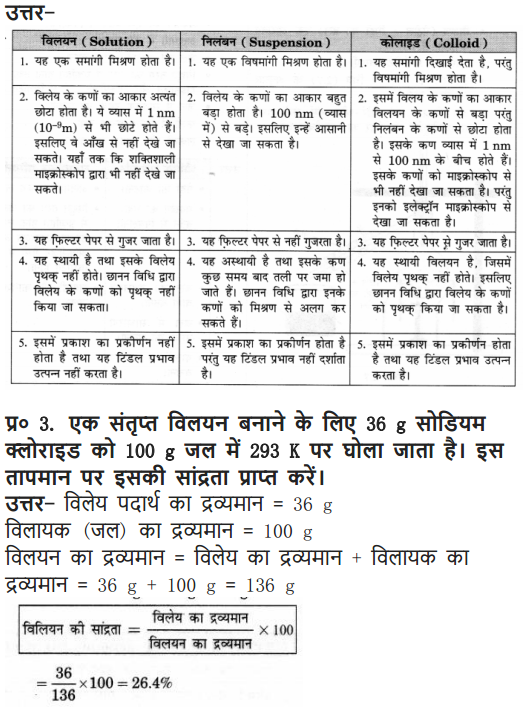 उत्तर–
विलयन ( Solution )
निलंबन ( Suspension )
कोलाइड ( Colloid )
1. यह एक समांगी मिश्रण होता है।
1. यह एक विषमांगी मिश्रण होता है।
1. यह समांगी दिखाई देता है, परंतु
विषमांगी मिश्रण होता है।
2. विलेय के कणों का आकार अत्यंत
छोटा होता है। ये व्यास में 1 nm
(10⁻⁹m) से भी छोटे होते हैं।
इसलिए वे आँख से नहीं देखे जा
सकते। यहाँ तक कि शक्तिशाली
माइक्रोस्कोप द्वारा भी नहीं देखे जा
सकते।
2. विलेय के कणों का आकार बहुत
बड़ा होता है। 100 nm (व्यास
में) से बड़े। इसलिए इन्हें आसानी
से देखा जा सकता है।
2. इसमें विलय के कणों का आकार
विलयन के कणों से बड़ा परंतु
निलंबन के कणों से छोटा होता
है। इसके कण व्यास में 1 nm
से 100 nm के बीच होते हैं।
इसके कणों को माइक्रोस्कोप से
भी नहीं देखा जा सकता है। परंतु
इनको इलेक्ट्रॉन माइक्रोस्कोप से
देखा जा सकता है।
3. यह फ़िल्टर पेपर से गुजर जाता है।
3. यह फ़िल्टर पेपर से नहीं गुजरता है।
3. यह फ़िल्टर पेपर से गुजर जाता है।
4. यह स्थायी है तथा इसके विलेय
पृथक् नहीं होते। छानन विधि द्वारा
विलेय के कणों को पृथक् नहीं
किया जा सकता।
4. यह अस्थायी है तथा इसके कण
कुछ समय बाद तली पर जमा हो
जाते हैं। छानन विधि द्वारा इनके
कणों को मिश्रण से अलग कर
सकते हैं।
4. यह स्थायी विलयन है, जिसमें
विलेय पृथक् नहीं होते। इसलिए
छानन विधि द्वारा विलेय के कणों
को पृथक् किया जा सकता है।
5. इसमें प्रकाश का प्रकीर्णन नहीं
होता है तथा यह टिंडल प्रभाव
उत्पन्न नहीं करता है।
5. इसमें प्रकाश का प्रकीर्णन होता है
परंतु यह टिंडल प्रभाव नहीं दर्शाता
है।
5. इसमें प्रकाश का प्रकीर्णन होता
है तथा यह टिंडल प्रभाव उत्पन्न
करता है।
प्र० 3. एक संतृप्त विलयन बनाने के लिए 36 g सोडियम
क्लोराइड को 100 g जल में 293 K पर घोला जाता है। इस
तापमान पर इसकी सांद्रता प्राप्त करें।
उत्तर– विलेय पदार्थ का द्रव्यमान = 36 g
विलायक (जल) का द्रव्यमान = 100 g
विलयन का द्रव्यमान = विलेय का द्रव्यमान + विलायक का
द्रव्यमान = 36 g + 100 g = 136 g
विलियन की सांद्रता = विलेय का द्रव्यमान / विलयन का द्रव्यमान × 100
= 36/136 × 100 = 26.4%